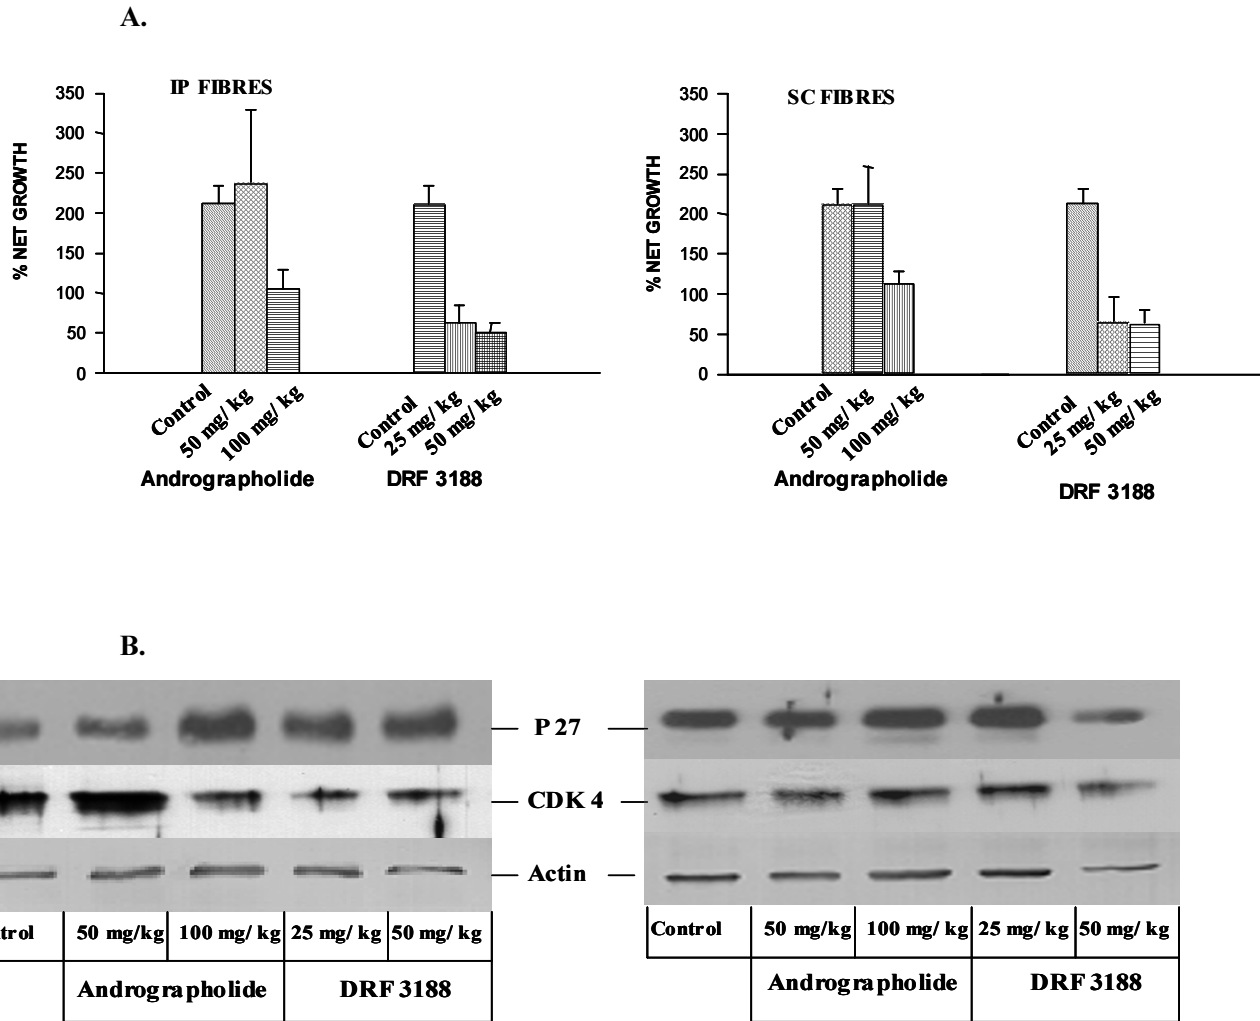 A.
IP FIBRES
% NET GROWTH
350
300
250
200
150
100
50
0
Control
50 mg/ kg
100 mg/ kg
Andrographolide
Control
25 mg/ kg
50 mg/ kg
DRF 3188
SC FIBRES
% NET GROWTH
350
300
250
200
150
100
50
0
Control
50 mg/ kg
100 mg/ kg
Andrographolide
Control
25 mg/ kg
50 mg/ kg
DRF 3188
B.
P 27
CDK 4
Actin
trol 50 mg/kg 100 mg/ kg 25 mg/ kg 50 mg/ kg
Andrographolide DRF 3188
Control 50 mg/kg 100 mg/ kg 25 mg/ kg 50 mg/ kg
Andrographolide DRF 3188